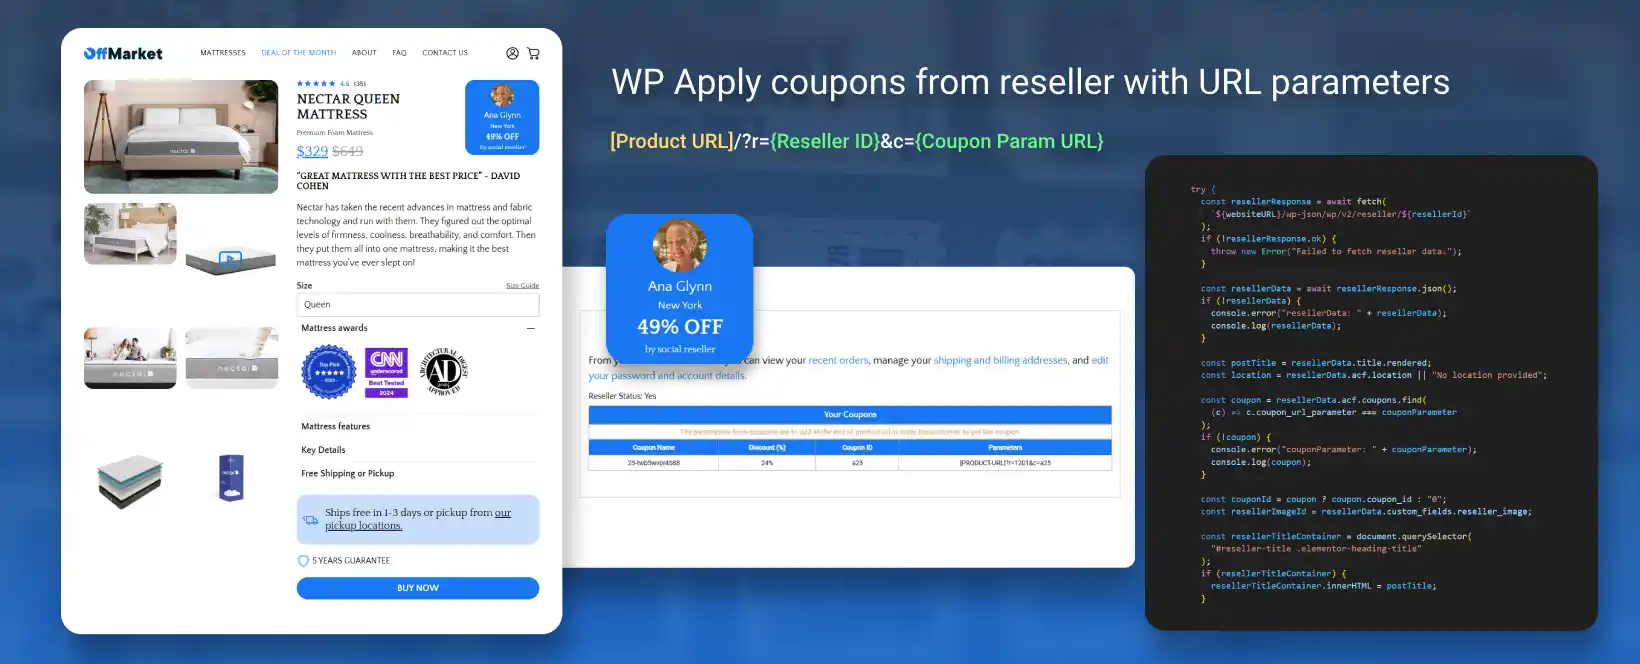 OffMarket
MATTRESSES DEAL OF THE MONTH ABOUT FAQ CONTACT US
4.6 (35)
NECTAR QUEEN
MATTRESS
Premium Foam Mattress
$329 $649
Ana Glynn
New York
49% OFF
by social reseller
"GREAT MATTRESS WITH THE BEST PRICE" - DAVID
COHEN
Nectar has taken the recent advances in mattress and fabric
technology and run with them. They figured out the optimal
levels of firmness, coolness, breathability, and comfort. Then
they put them all into one mattress, making it the best
mattress you've ever slept on!
Size Size Guide
Queen
Mattress awards
Top Pick
CNN
underscored
Best Tested
2024
ARCHITECTURAL DIGEST
AD
APPROVED
nectar
nectar
nectar
Mattress features
Key Details
Free Shipping or Pickup
Ships free in 1-3 days or pickup from our
pickup locations.
5 YEARS GUARANTEE
BUY NOW
WP Apply coupons from reseller with URL parameters
[Product URL]/?r={Reseller ID}&c={Coupon Param URL}
Ana Glynn
New York
49% OFF
by social reseller
From can view your recent orders, manage your shipping and billing addresses, and edit
your password and account details.
Reseller Status: Yes
Your Coupons
Coupon Name Discount (%) Coupon ID Parameters
25-twb5wvpr4b68 24% a25 [PRODUCT-URL]?r=1201&c=a25
try {
const resellerResponse = await fetch(
`${websiteURL}/wp-json/wp/v2/reseller/${resellerId}`
);
if (!resellerResponse.ok) {
throw new Error("Failed to fetch reseller data.");
}
const resellerData = await resellerResponse.json();
if (!resellerData) {
console.error("resellerData: " + resellerData);
console.log(resellerData);
}
const postTitle = resellerData.title.rendered;
const location = resellerData.acf.location || "No location provided";
const coupon = resellerData.acf.coupons.find(
(c) => c.coupon_url_parameter === couponParameter
);
if (!coupon) {
console.error("couponParameter: " + couponParameter);
console.log(coupon);
}
const couponId = coupon ? coupon.coupon_id : "0";
const resellerImageId = resellerData.custom_fields.reseller_image;
const resellerTitleContainer = document.querySelector(
"#reseller-title .elementor-heading-title"
);
if (resellerTitleContainer) {
resellerTitleContainer.innerHTML = postTitle;
}